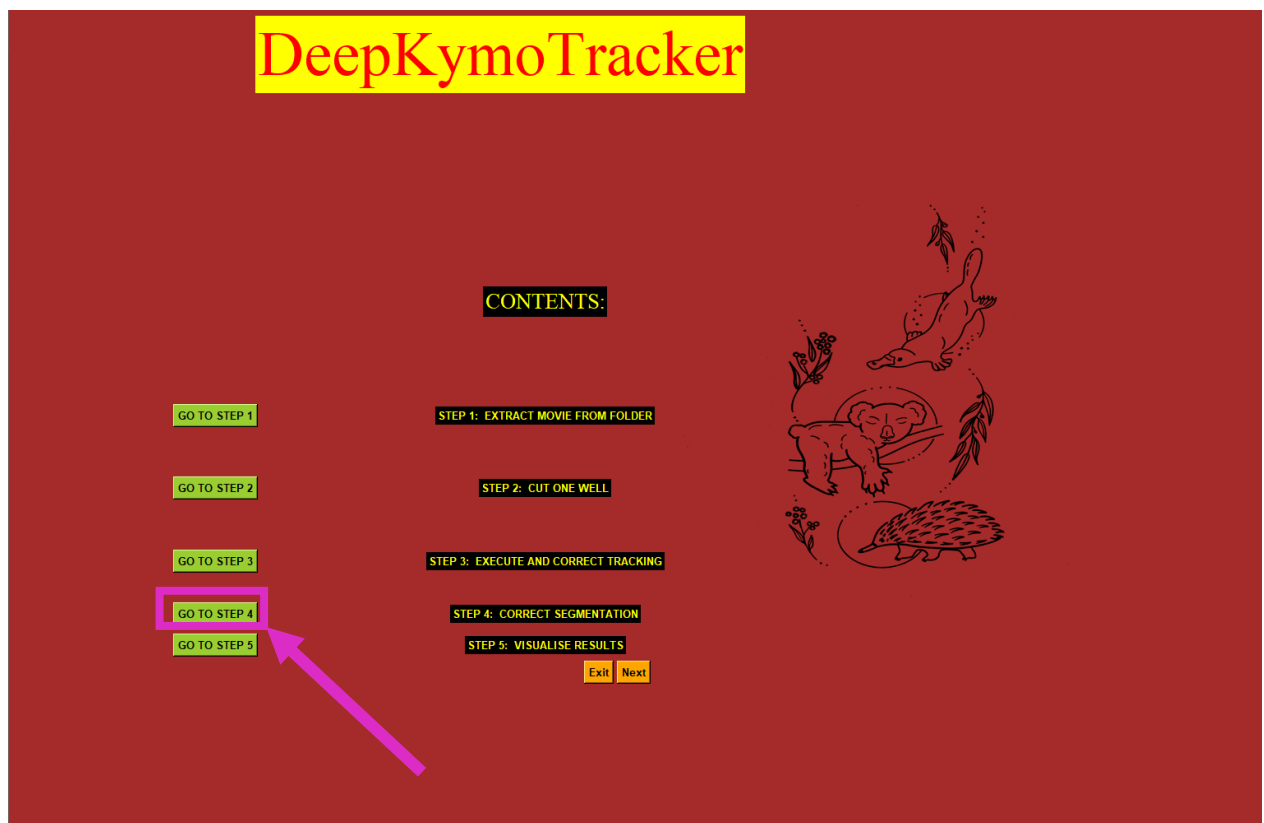 DeepKymoTracker
CONTENTS:
GO TO STEP 1 STEP 1: EXTRACT MOVIE FROM FOLDER
GO TO STEP 2 STEP 2: CUT ONE WELL
GO TO STEP 3 STEP 3: EXECUTE AND CORRECT TRACKING
GO TO STEP 4 STEP 4: CORRECT SEGMENTATION
GO TO STEP 5 STEP 5: VISUALISE RESULTS
Exit Next